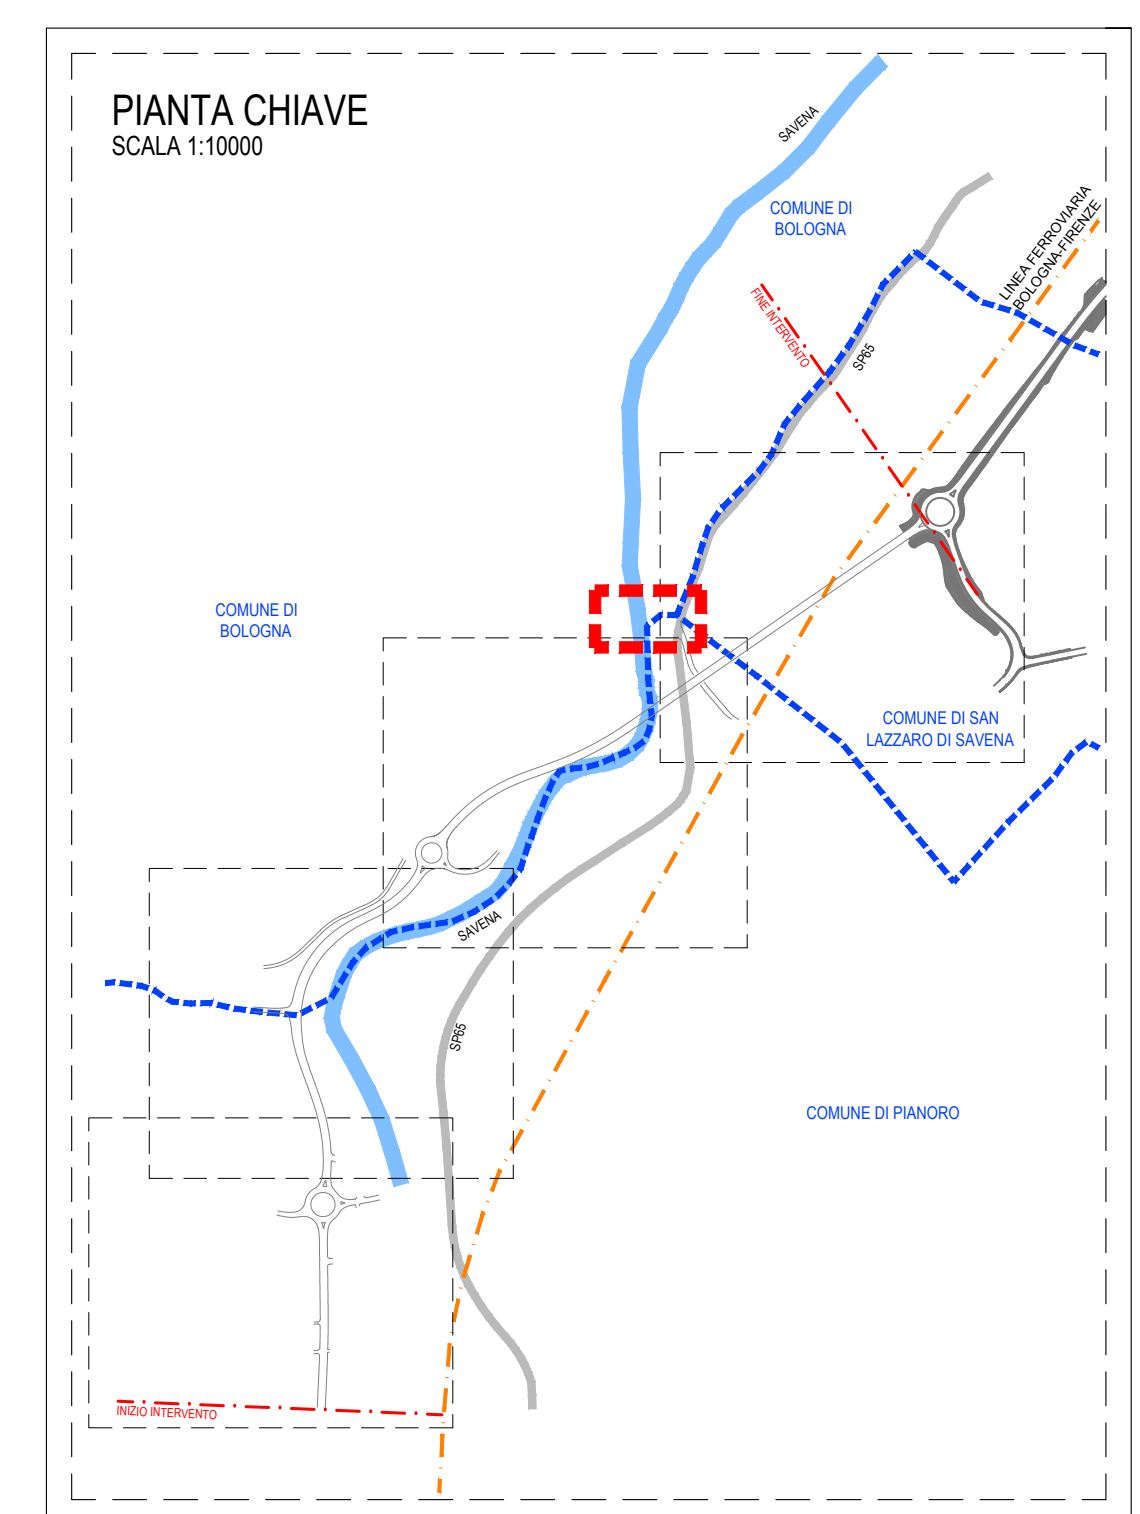 PIANTA CHIAVE
SCALA 1:10000
SAVENA
COMUNE DI
BOLOGNA
LINEA FERROVIARIA
BOLOGNA-FIRENZE
FINE INTERVENTO
SP65
COMUNE DI
BOLOGNA
COMUNE DI SAN
LAZZARO DI SAVENA
SAVENA
SP65
COMUNE DI PIANORO
INIZIO INTERVENTO